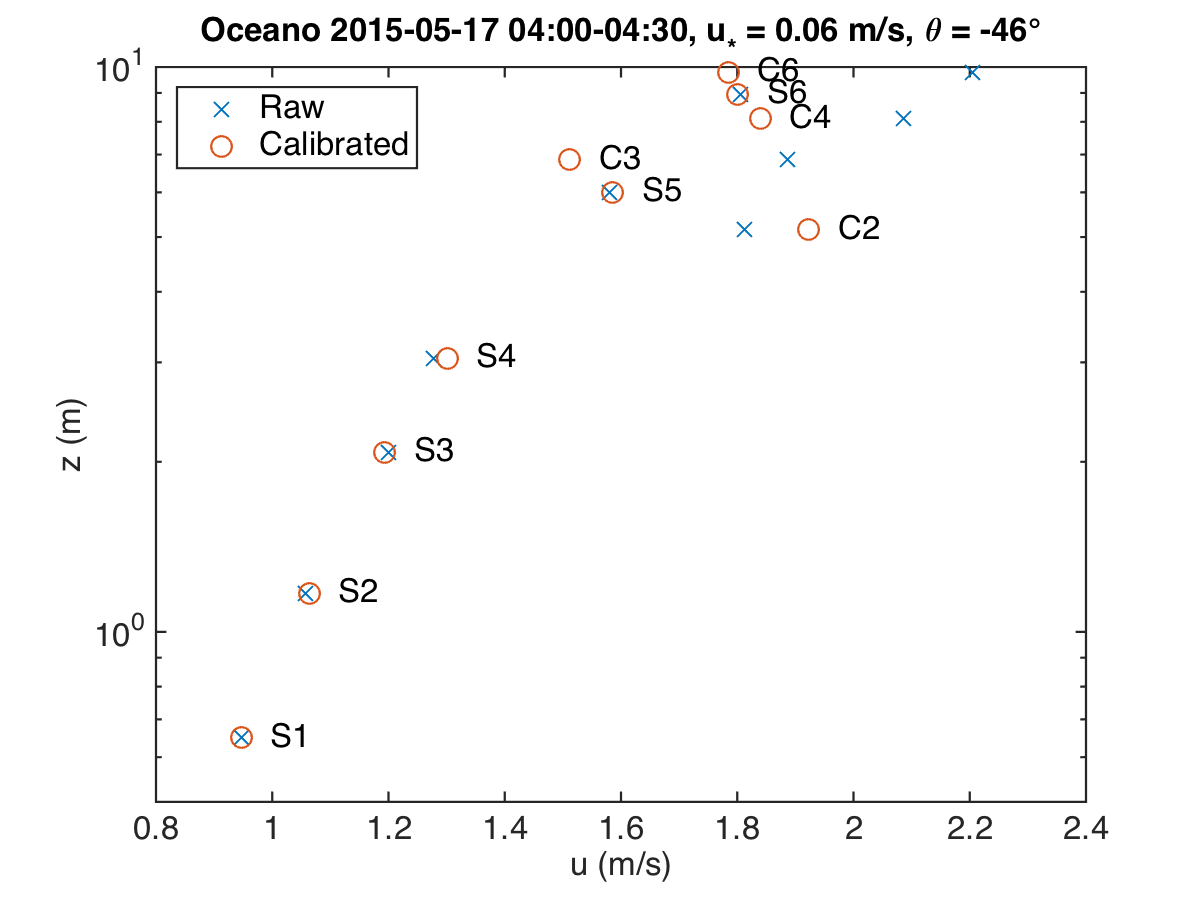 Oceano 2015-05-17 04:00-04:30, u* = 0.06 m/s, θ = -46°
10¹
Raw
Calibrated
C6
S6
C4
C3
S5
C2
S4
S3
S2
10⁰
S1
z (m)
0.8 1 1.2 1.4 1.6 1.8 2 2.2 2.4
u (m/s)